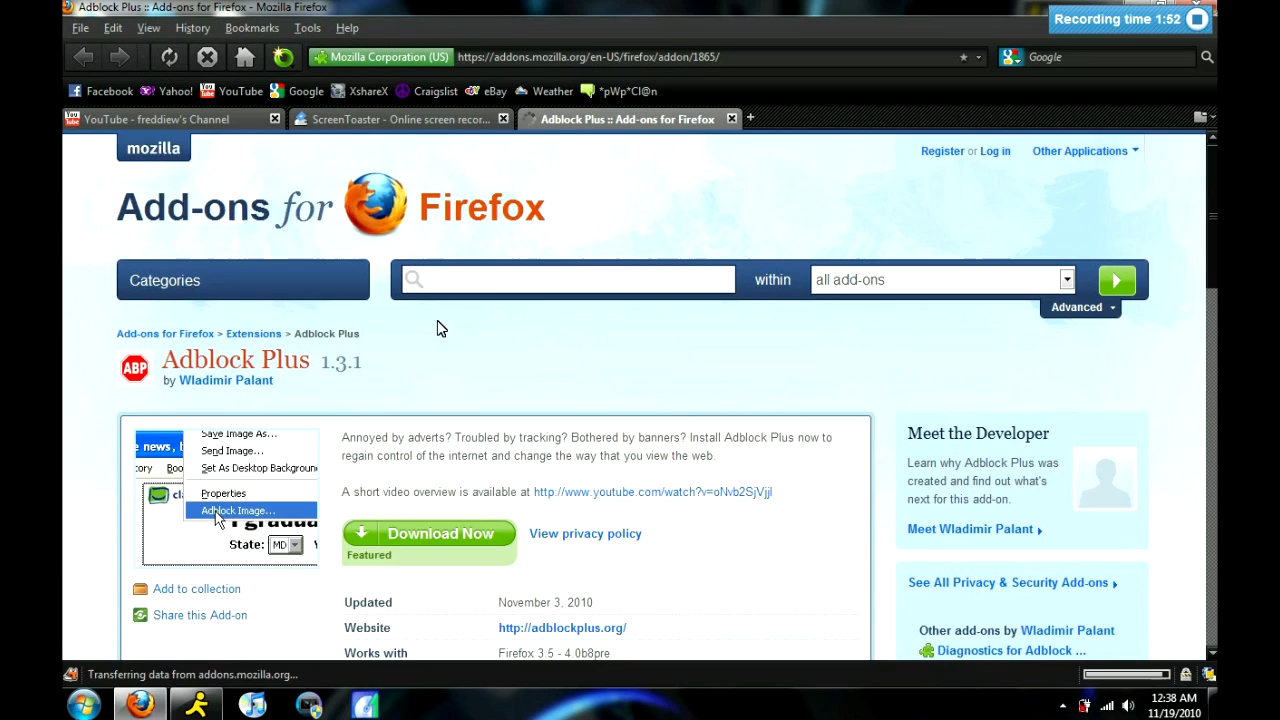 Adblock Plus :: Add-ons for Firefox - Mozilla Firefox
Recording time 1:52
File Edit View History Bookmarks Tools Help
Mozilla Corporation (US) https://addons.mozilla.org/en-US/firefox/addon/1865/ Google
Facebook Yahoo! YouTube Google XshareX Craigslist eBay Weather *pWp*Cl@n
YouTube - freddiew's Channel ScreenToaster - Online screen recor... Adblock Plus :: Add-ons for Firefox
mozilla
Register or Log in Other Applications
Add-ons for Firefox
Categories within all add-ons
Advanced
Add-ons for Firefox > Extensions > Adblock Plus
ABP Adblock Plus 1.3.1
by Wladimir Palant
Save Image As...
e news,
Send Image...
tory Boo Set As Desktop Background
Properties
Adblock Image...
State: MD
Add to collection
Share this Add-on
Annoyed by adverts? Troubled by tracking? Bothered by banners? Install Adblock Plus now to
regain control of the internet and change the way that you view the web.
A short video overview is available at http://www.youtube.com/watch?v=oNvb2SjVjjI
Download Now View privacy policy
Featured
Updated November 3, 2010
Website http://adblockplus.org/
Works with Firefox 3.5 - 4.0b8pre
Meet the Developer
Learn why Adblock Plus was
created and find out what's
next for this add-on.
Meet Wladimir Palant
See All Privacy & Security Add-ons
Other add-ons by Wladimir Palant
Diagnostics for Adblock ...
Transferring data from addons.mozilla.org...
12:38 AM
11/19/2010